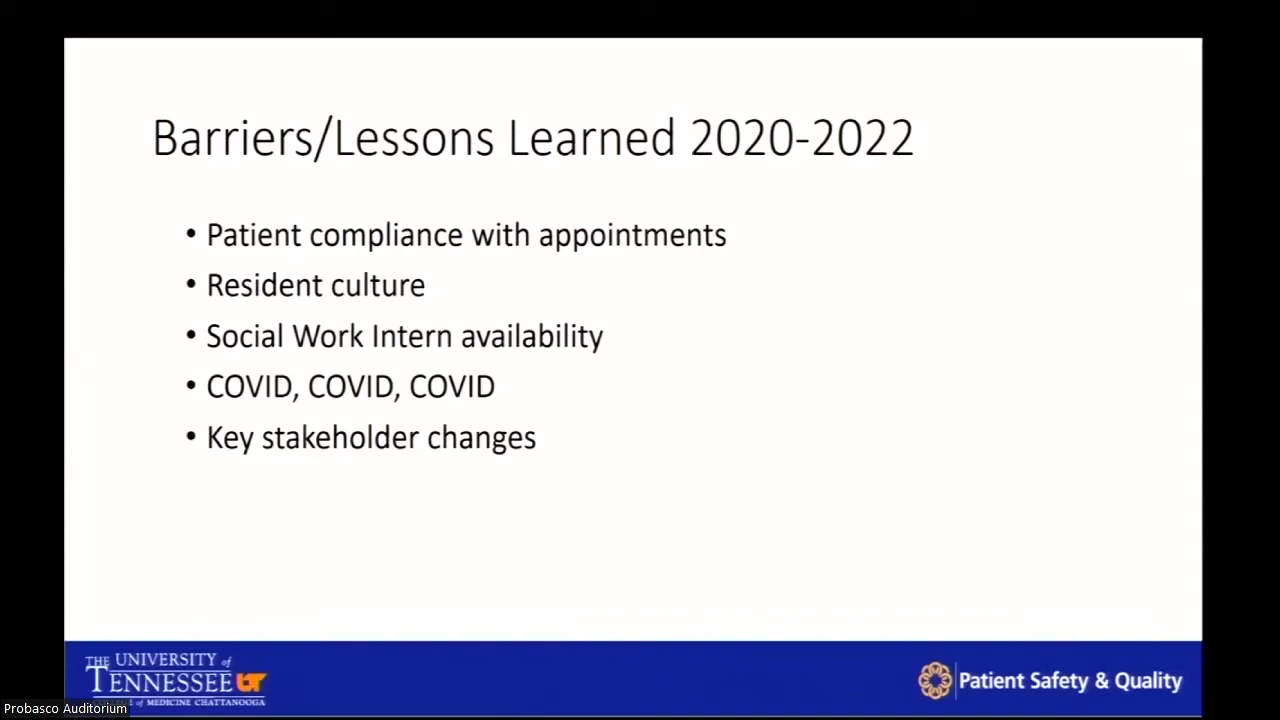 Barriers/Lessons Learned 2020-2022
• Patient compliance with appointments
• Resident culture
• Social Work Intern availability
• COVID, COVID, COVID
• Key stakeholder changes
THE UNIVERSITY of
TENNESSEE UT
of MEDICINE CHATTANOOGA
Patient Safety & Quality
Probasco Auditorium